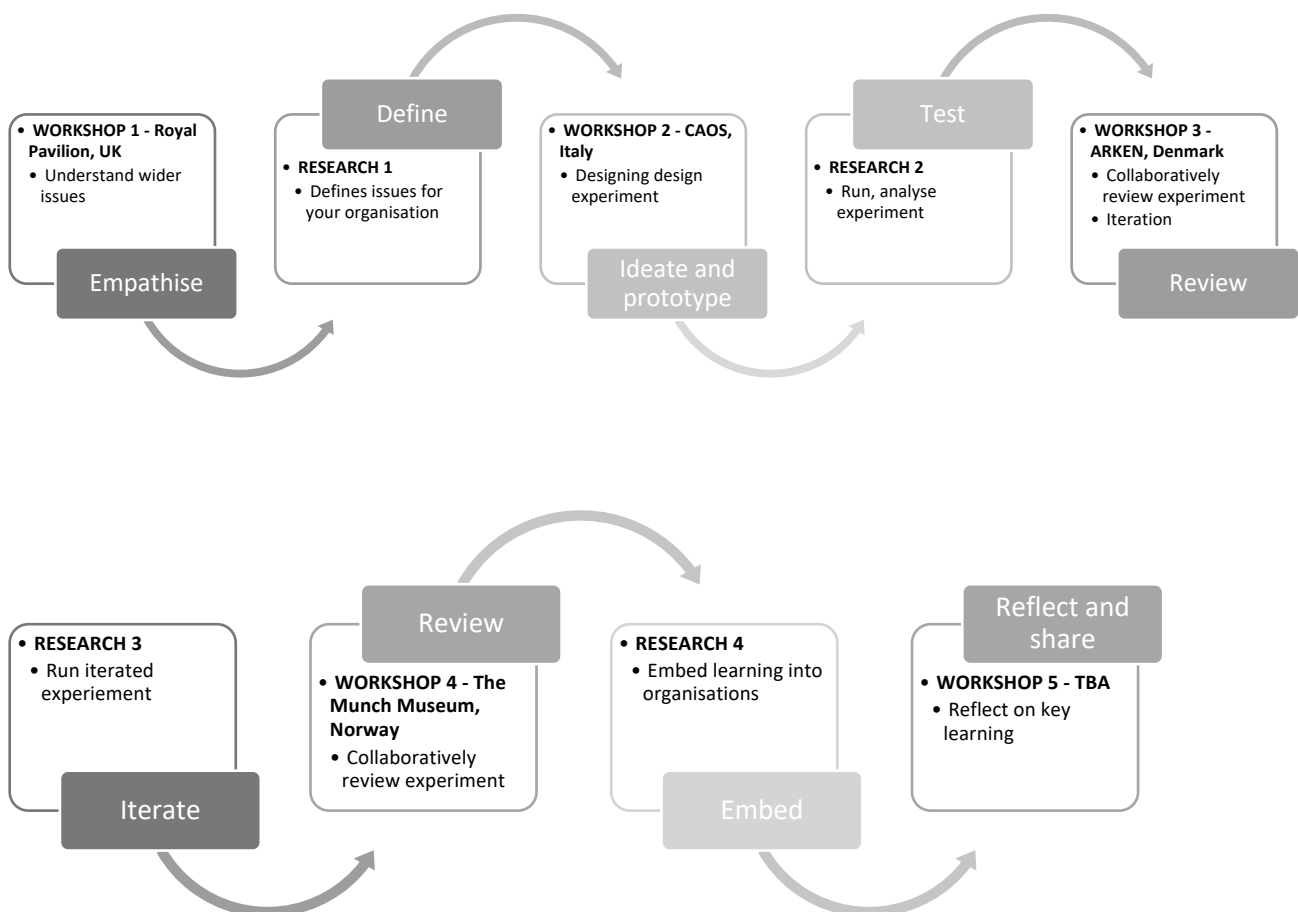 • WORKSHOP 1 - Royal
Pavilion, UK
• Understand wider
issues
Empathise
Define
• RESEARCH 1
• Defines issues for
your organisation
• WORKSHOP 2 - CAOS,
Italy
• Designing design
experiment
Ideate and
prototype
Test
• RESEARCH 2
• Run, analyse
experiment
• WORKSHOP 3 -
ARKEN, Denmark
• Collaboratively
review experiment
• Iteration
Review
• RESEARCH 3
• Run iterated
experiement
Iterate
Review
• WORKSHOP 4 - The
Munch Museum,
Norway
• Collaboratively
review experiment
• RESEARCH 4
• Embed learning into
organisations
Embed
Reflect and
share
• WORKSHOP 5 - TBA
• Reflect on key
learning